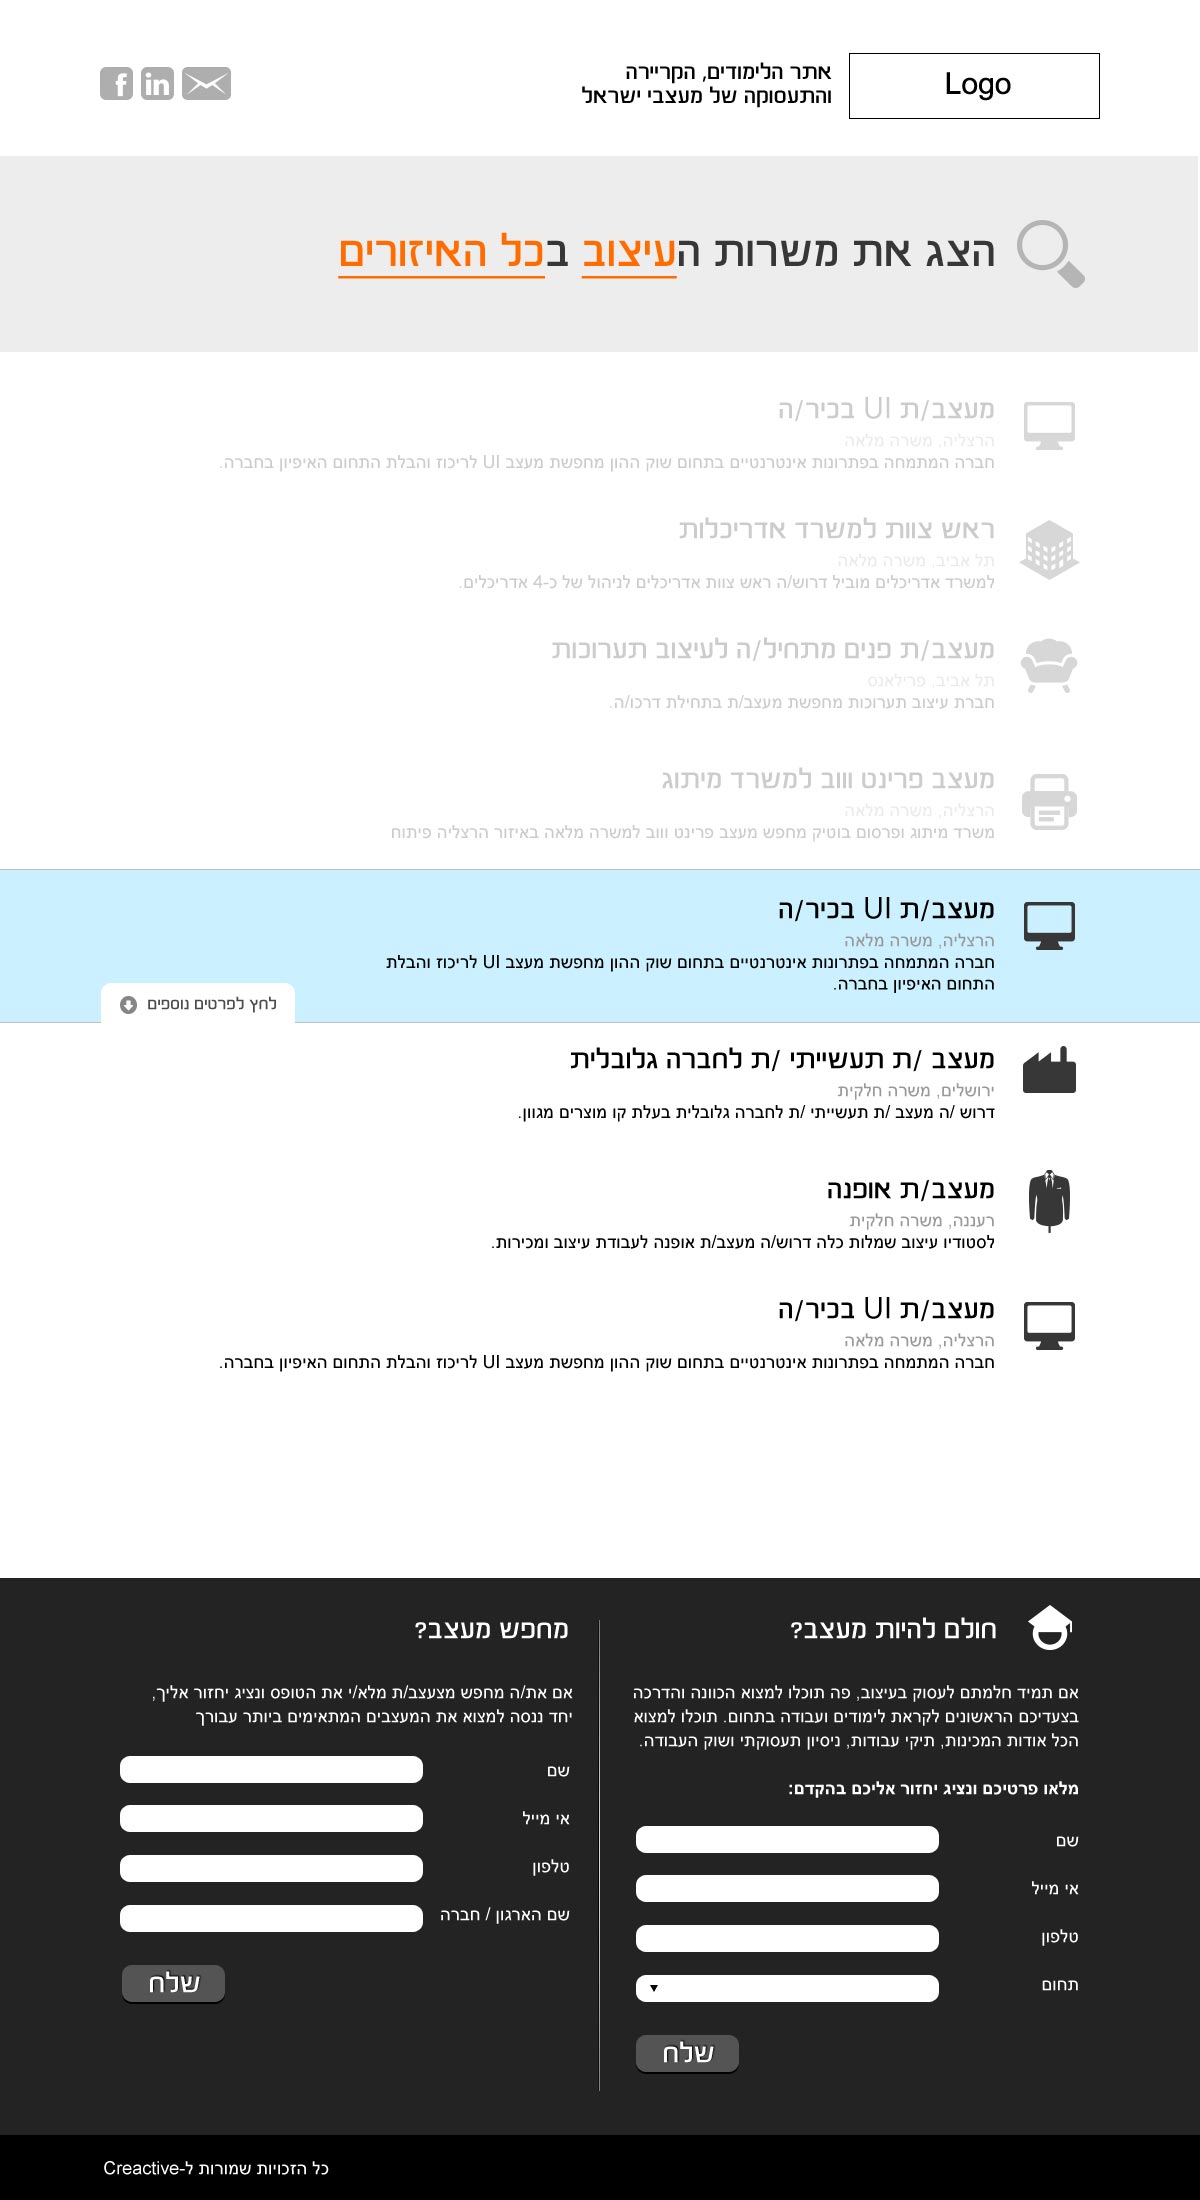 Logo
אתר הלימודים, הקריירה
והתעסוקה של מעצבי ישראל
הצג את משרות העיצוב בכל האיזורים
מעצב/ת UI בכיר/ה
הרצליה, משרה מלאה
חברה המתמחה בפתרונות אינטרנטיים בתחום שוק ההון מחפשת מעצב UI לריכוז והבלת התחום האיפיון בחברה.
ראש צוות למשרד אדריכלות
תל אביב, משרה מלאה
למשרד אדריכלים מוביל דרוש/ה ראש צוות אדריכלים לניהול של כ-4 אדריכלים.
מעצב/ת פנים מתחיל/ה לעיצוב תערוכות
תל אביב, פרילאנס
חברת עיצוב תערוכות מחפשת מעצב/ת בתחילת דרכו/ה.
מעצב פרינט וווב למשרד מיתוג
הרצליה, משרה מלאה
משרד מיתוג ופרסום בוטיק מחפש מעצב פרינט וווב למשרה מלאה באיזור הרצליה פיתוח
מעצב/ת UI בכיר/ה
הרצליה, משרה מלאה
חברה המתמחה בפתרונות אינטרנטיים בתחום שוק ההון מחפשת מעצב UI לריכוז והבלת
התחום האיפיון בחברה.
לחץ לפרטים נוספים
מעצב /ת תעשייתי /ת לחברה גלובלית
ירושלים, משרה חלקית
דרוש /ה מעצב /ת תעשייתי /ת לחברה גלובלית בעלת קו מוצרים מגוון.
מעצב/ת אופנה
רעננה, משרה חלקית
לסטודיו עיצוב שמלות כלה דרוש/ה מעצב/ת אופנה לעבודת עיצוב ומכירות.
מעצב/ת UI בכיר/ה
הרצליה, משרה מלאה
חברה המתמחה בפתרונות אינטרנטיים בתחום שוק ההון מחפשת מעצב UI לריכוז והבלת התחום האיפיון בחברה.
חולם להיות מעצב?
אם תמיד חלמתם לעסוק בעיצוב, פה תוכלו למצוא הכוונה והדרכה
בצעדיכם הראשונים לקראת לימודים ועבודה בתחום. תוכלו למצוא
הכל אודות המכינות, תיקי עבודות, ניסיון תעסוקתי ושוק העבודה.
מלאו פרטיכם ונציג יחזור אליכם בהקדם:
שם
אי מייל
טלפון
תחום
שלח
מחפש מעצב?
אם את/ה מחפש מצעצב/ת מלא/י את הטופס ונציג יחזור אליך,
יחד ננסה למצוא את המעצבים המתאימים ביותר עבורך
שם
אי מייל
טלפון
שם הארגון / חברה
שלח
כל הזכויות שמורות ל-Creactive